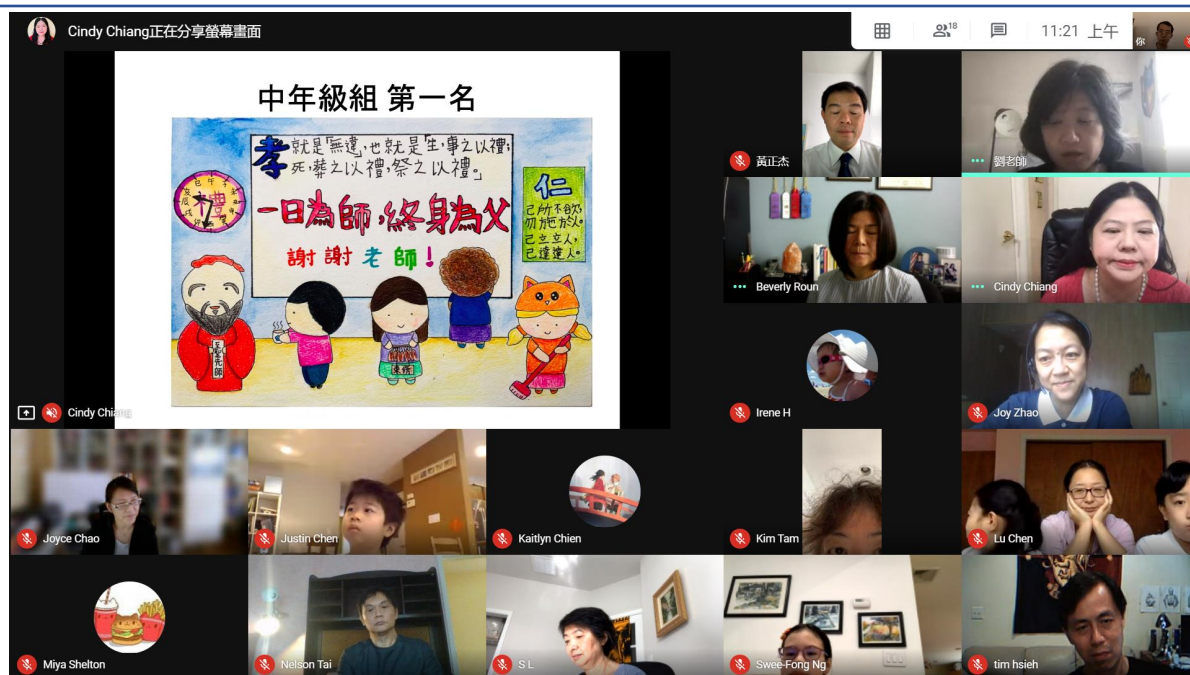 Cindy Chiang正在分享螢幕畫面
18
11:21 上午
你
中年級組 第一名
孝就是「無違」,也就是「生,事之以禮;
死,葬之以禮,祭之以禮。」
一日為師,終身為父
謝謝老師!
禮
仁
己所不欲,
勿施於人。
己立立人,
己達達人。
至聖先師
Cindy Chiang
黃正杰
劉老師
Beverly Roun
Cindy Chiang
Irene H
Joy Zhao
Joyce Chao
Justin Chen
Kaitlyn Chien
Kim Tam
Lu Chen
Miya Shelton
Nelson Tai
S L
Swee-Fong Ng
tim hsieh